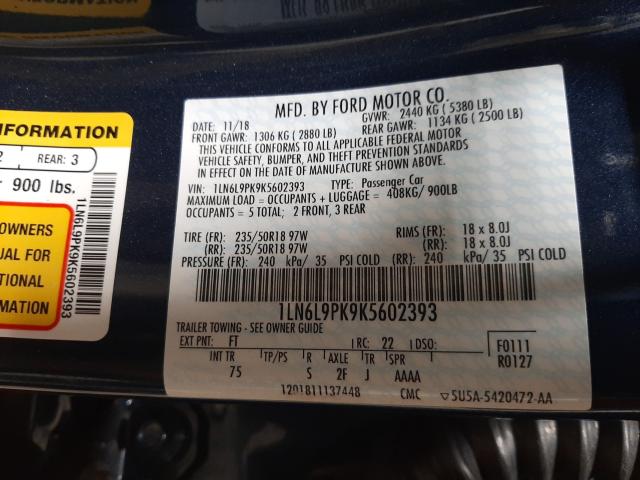 INFORMATION
2 REAR: 3
900 lbs.
OWNERS
UAL FOR
TIONAL
MATION
1LN6L9PK9K5602393
MFD. BY FORD MOTOR CO.
DATE: 11/18 GVWR: 2440 KG ( 5380 LB)
FRONT GAWR: 1306 KG ( 2880 LB) REAR GAWR: 1134 KG ( 2500 LB)
THIS VEHICLE CONFORMS TO ALL APPLICABLE FEDERAL MOTOR
VEHICLE SAFETY, BUMPER, AND THEFT PREVENTION STANDARDS
IN EFFECT ON THE DATE OF MANUFACTURE SHOWN ABOVE.
VIN: 1LN6L9PK9K5602393 TYPE: Passenger Car
MAXIMUM LOAD = OCCUPANTS + LUGGAGE = 408KG/ 900LB
OCCUPANTS = 5 TOTAL; 2 FRONT, 3 REAR
TIRE (FR): 235/50R18 97W RIMS (FR): 18 x 8.0J
(RR): 235/50R18 97W (RR): 18 x 8.0J
PRESSURE (FR): 240 kPa/ 35 PSI COLD (RR): 240 kPa/ 35 PSI COLD
1LN6L9PK9K5602393
TRAILER TOWING - SEE OWNER GUIDE
EXT PNT: FT RC: 22 DSO: F0111
R0127
INT TR TP/PS R AXLE TR SPR
75 S 2F J AAAA
1201811137448 CMC ▽5U5A-5420472-AA